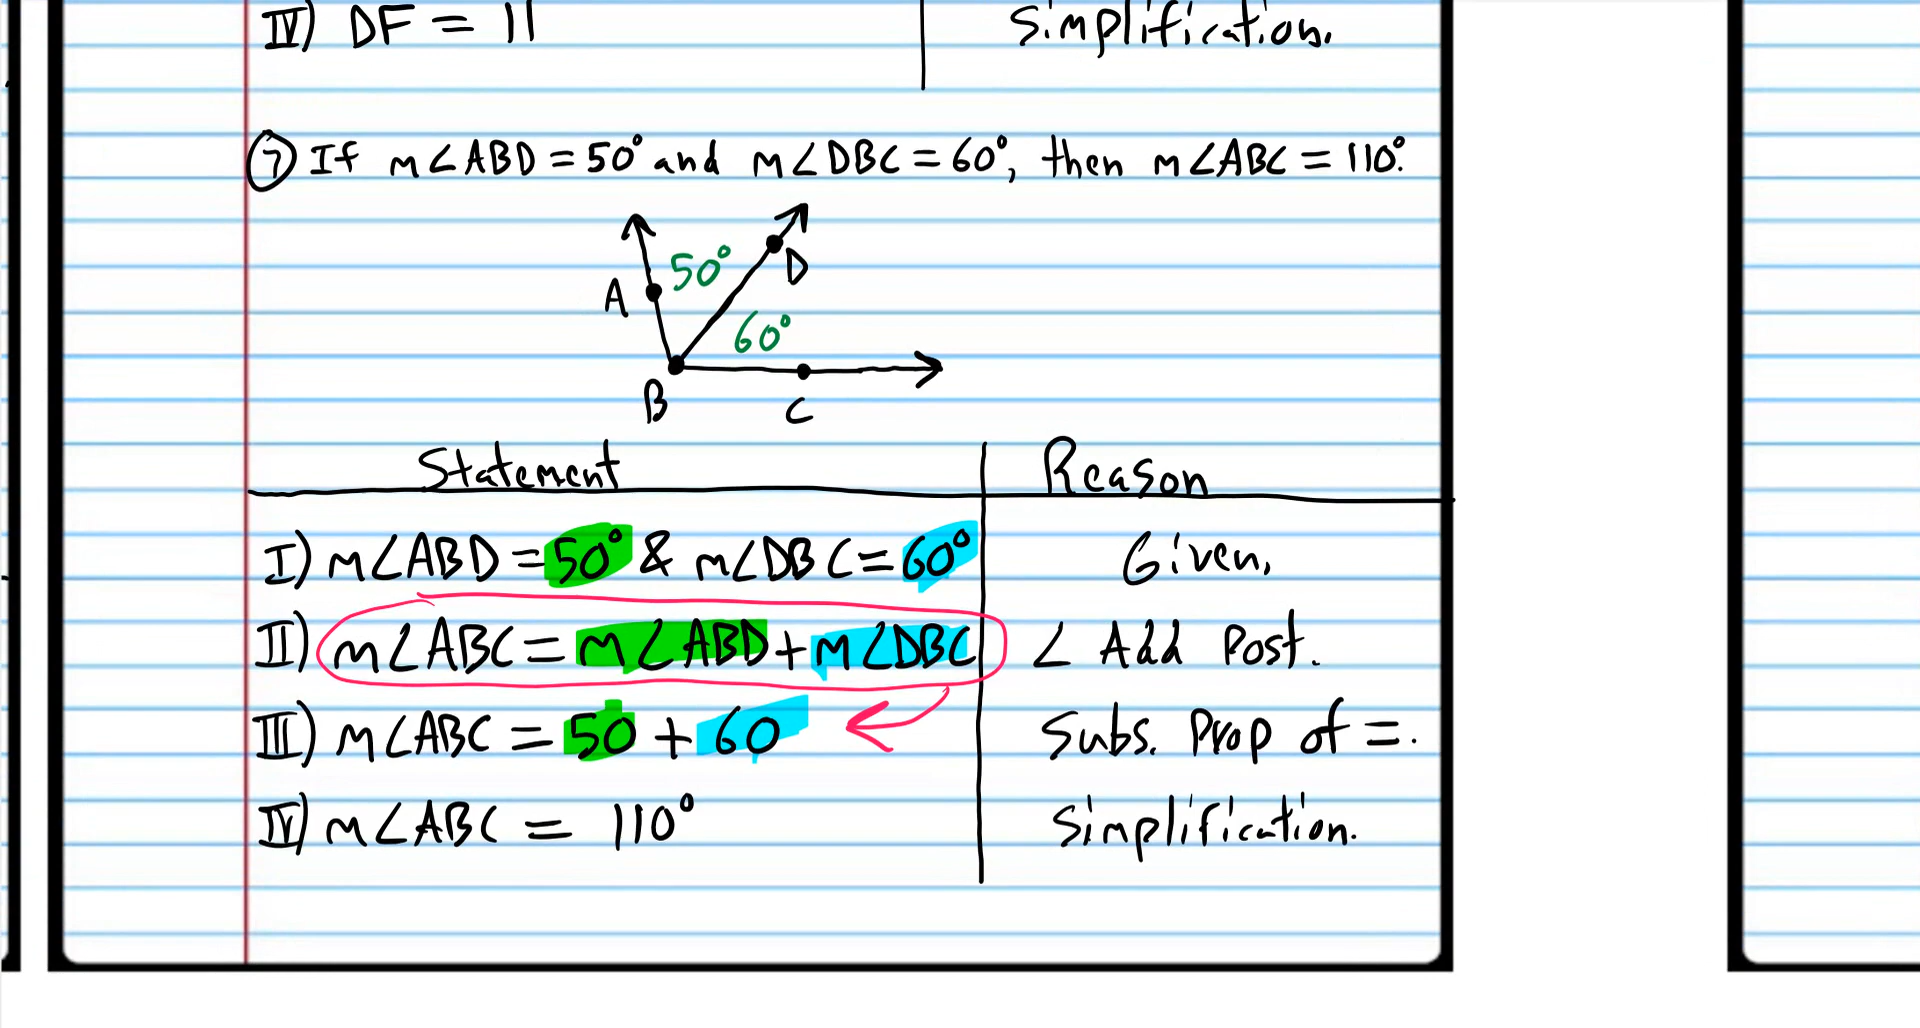 IV) DF = 11 Simplification.
7 If m∠ABD = 50° and m∠DBC = 60°, then m∠ABC = 110°.
50° D
A
60°
B C
Statement Reason
I) m∠ABD = 50° & m∠DBC = 60° Given.
II) m∠ABC = m∠ABD + m∠DBC ∠ Add Post.
III) m∠ABC = 50 + 60 Subs. Prop of =.
IV) m∠ABC = 110° Simplification.